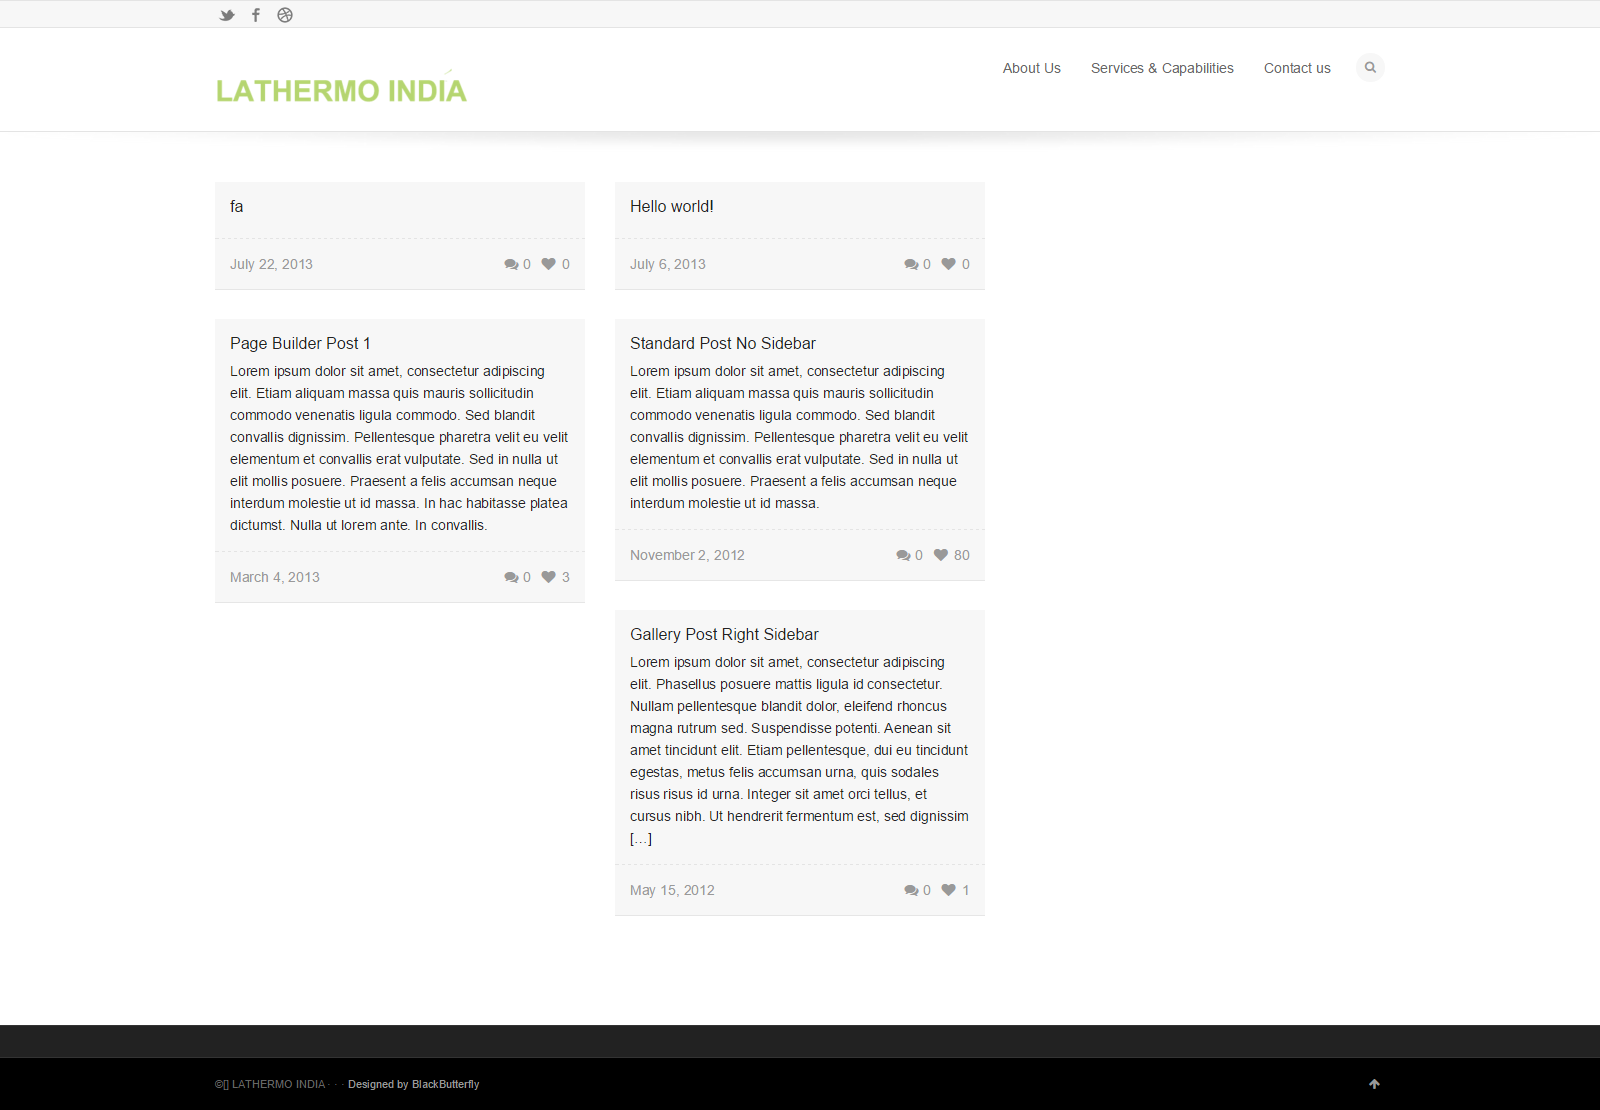 LATHERMO INDIA
About Us
Services & Capabilities
Contact us
fa
July 22, 2013
0
0
Hello world!
July 6, 2013
0
0
Page Builder Post 1
Lorem ipsum dolor sit amet, consectetur adipiscing
elit. Etiam aliquam massa quis mauris sollicitudin
commodo venenatis ligula commodo. Sed blandit
convallis dignissim. Pellentesque pharetra velit eu velit
elementum et convallis erat vulputate. Sed in nulla ut
elit mollis posuere. Praesent a felis accumsan neque
interdum molestie ut id massa. In hac habitasse platea
dictumst. Nulla ut lorem ante. In convallis.
March 4, 2013
0
3
Standard Post No Sidebar
Lorem ipsum dolor sit amet, consectetur adipiscing
elit. Etiam aliquam massa quis mauris sollicitudin
commodo venenatis ligula commodo. Sed blandit
convallis dignissim. Pellentesque pharetra velit eu velit
elementum et convallis erat vulputate. Sed in nulla ut
elit mollis posuere. Praesent a felis accumsan neque
interdum molestie ut id massa.
November 2, 2012
0
80
Gallery Post Right Sidebar
Lorem ipsum dolor sit amet, consectetur adipiscing
elit. Phasellus posuere mattis ligula id consectetur.
Nullam pellentesque blandit dolor, eleifend rhoncus
magna rutrum sed. Suspendisse potenti. Aenean sit
amet tincidunt elit. Etiam pellentesque, dui eu tincidunt
egestas, metus felis accumsan urna, quis sodales
risus risus id urna. Integer sit amet orci tellus, et
cursus nibh. Ut hendrerit fermentum est, sed dignissim
[…]
May 15, 2012
0
1
©[] LATHERMO INDIA · · · Designed by BlackButterfly